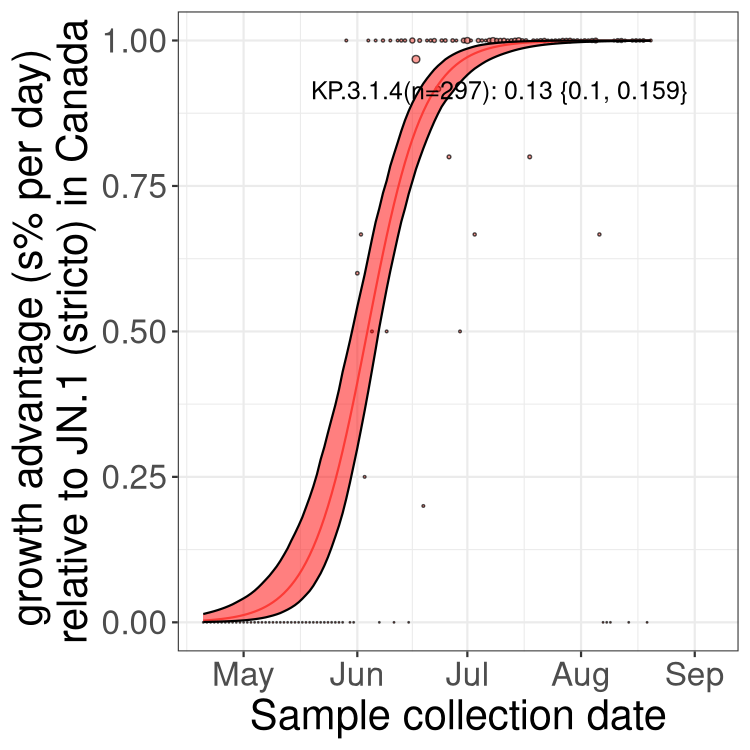 growth advantage (s% per day)
relative to JN.1 (stricto) in Canada
1.00
0.75
0.50
0.25
0.00
KP.3.1.4(n=297): 0.13 {0.1, 0.159}
May Jun Jul Aug Sep
Sample collection date